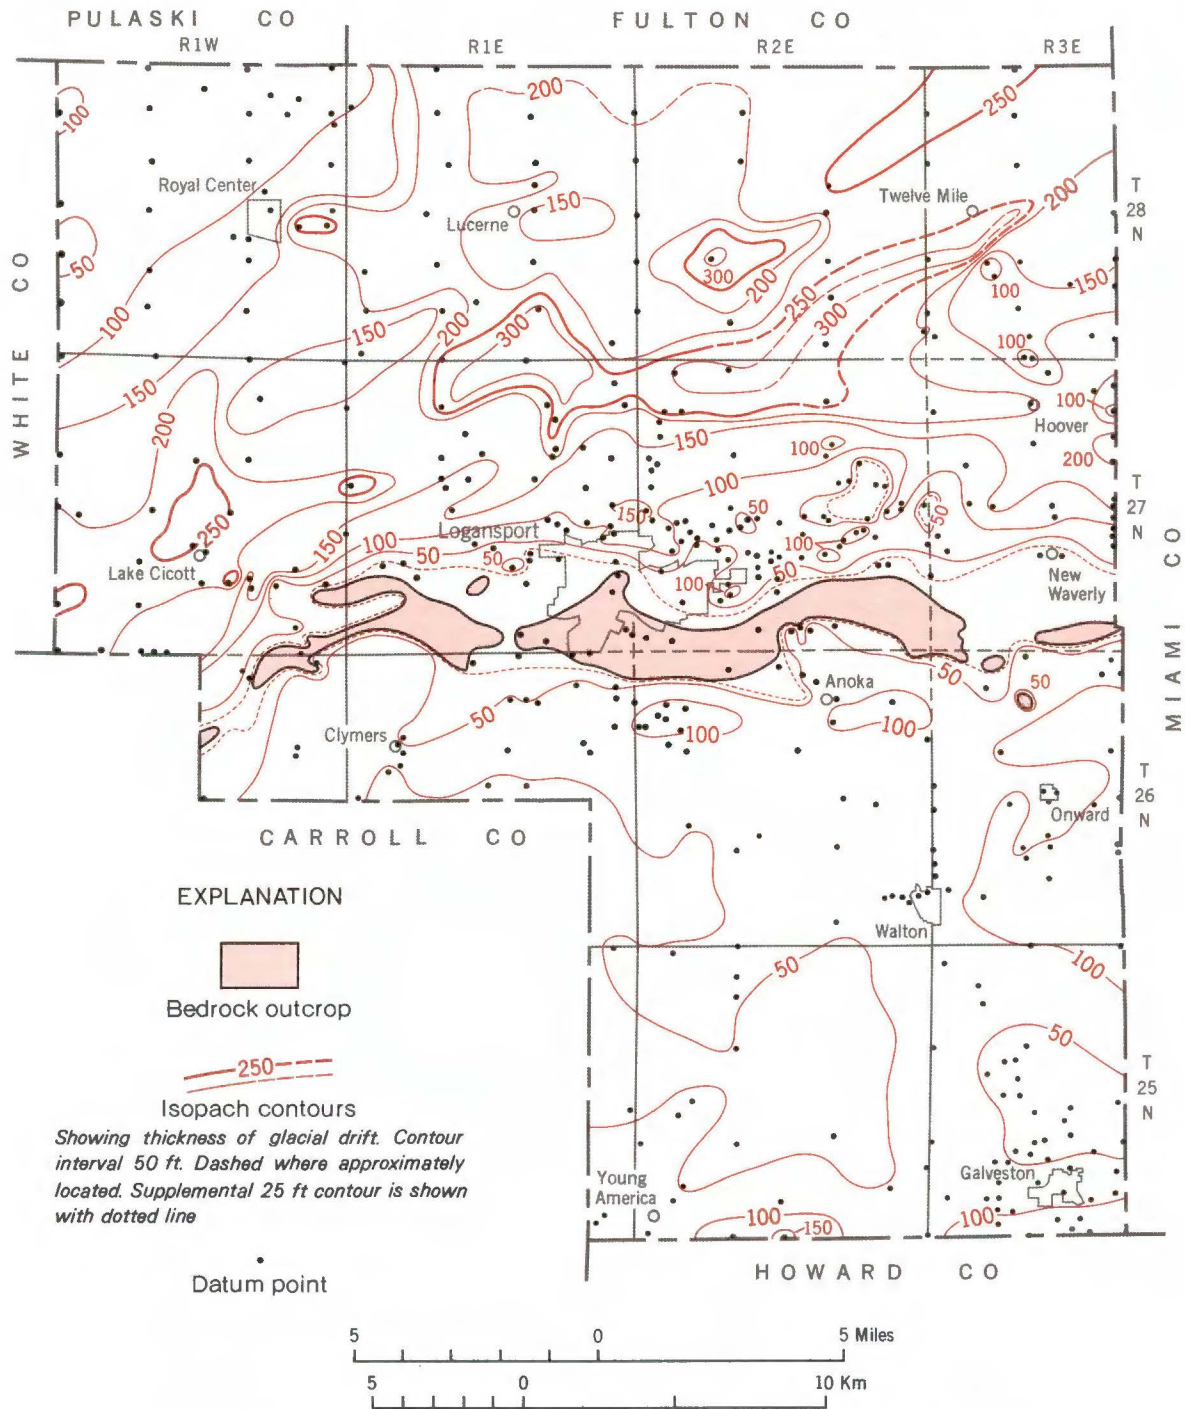 PULASKI CO
FULTON CO
R1W
R1E
R2E
R3E
200
250
100
Royal Center
Twelve Mile
T
28
N
150
Lucerne
200
50
300
200
250
100
150
WHITE CO
100
150
200
300
300
100
150
200
100
Hoover
150
100
200
T
27
N
250
100
150
50
50
Logansport
150
100
100
50
50
50
100
Lake Cicott
New
Waverly
MIAMI CO
50
50
Anoka
50
100
100
Clymers
T
26
N
Onward
CARROLL CO
EXPLANATION
Walton
Bedrock outcrop
50
100
50
250
T
25
N
Isopach contours
Showing thickness of glacial drift. Contour
interval 50 ft. Dashed where approximately
located. Supplemental 25 ft contour is shown
with dotted line
Young
America
Galveston
100
150
100
Datum point
HOWARD CO
5 0 5 Miles
5 0 10 Km